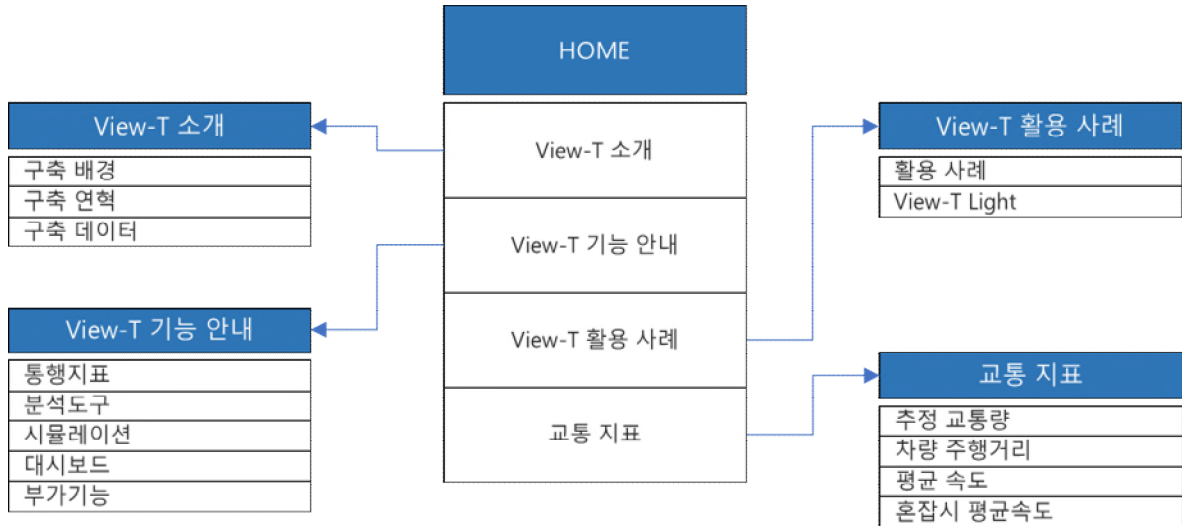 HOME
View-T 소개
View-T 기능 안내
View-T 활용 사례
교통 지표
View-T 소개
구축 배경
구축 연혁
구축 데이터
View-T 기능 안내
통행지표
분석도구
시뮬레이션
대시보드
부가기능
View-T 활용 사례
활용 사례
View-T Light
교통 지표
추정 교통량
차량 주행거리
평균 속도
혼잡시 평균속도